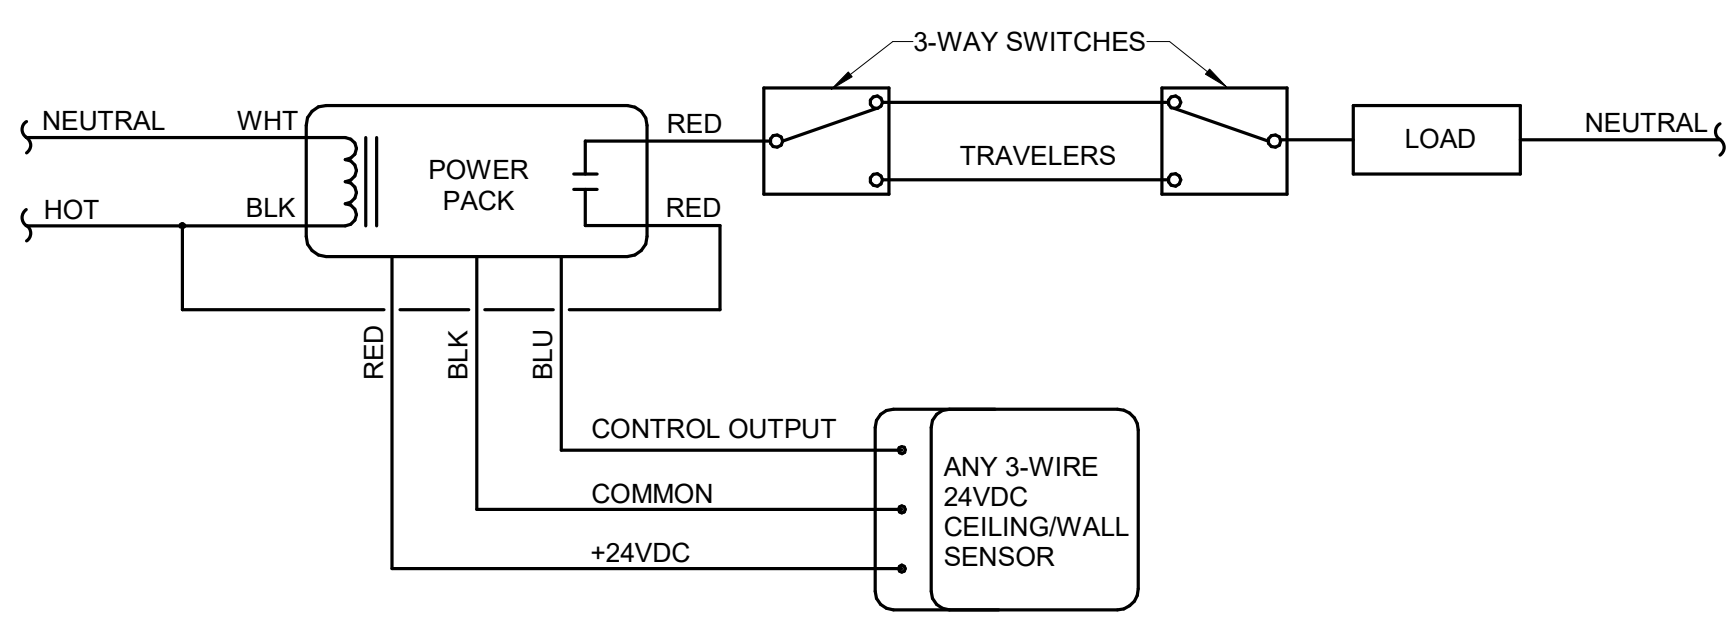 3-WAY SWITCHES
NEUTRAL
WHT
RED
NEUTRAL
LOAD
TRAVELERS
POWER
PACK
HOT
BLK
RED
RED
BLK
BLU
CONTROL OUTPUT
COMMON
+24VDC
ANY 3-WIRE
24VDC
CEILING/WALL
SENSOR